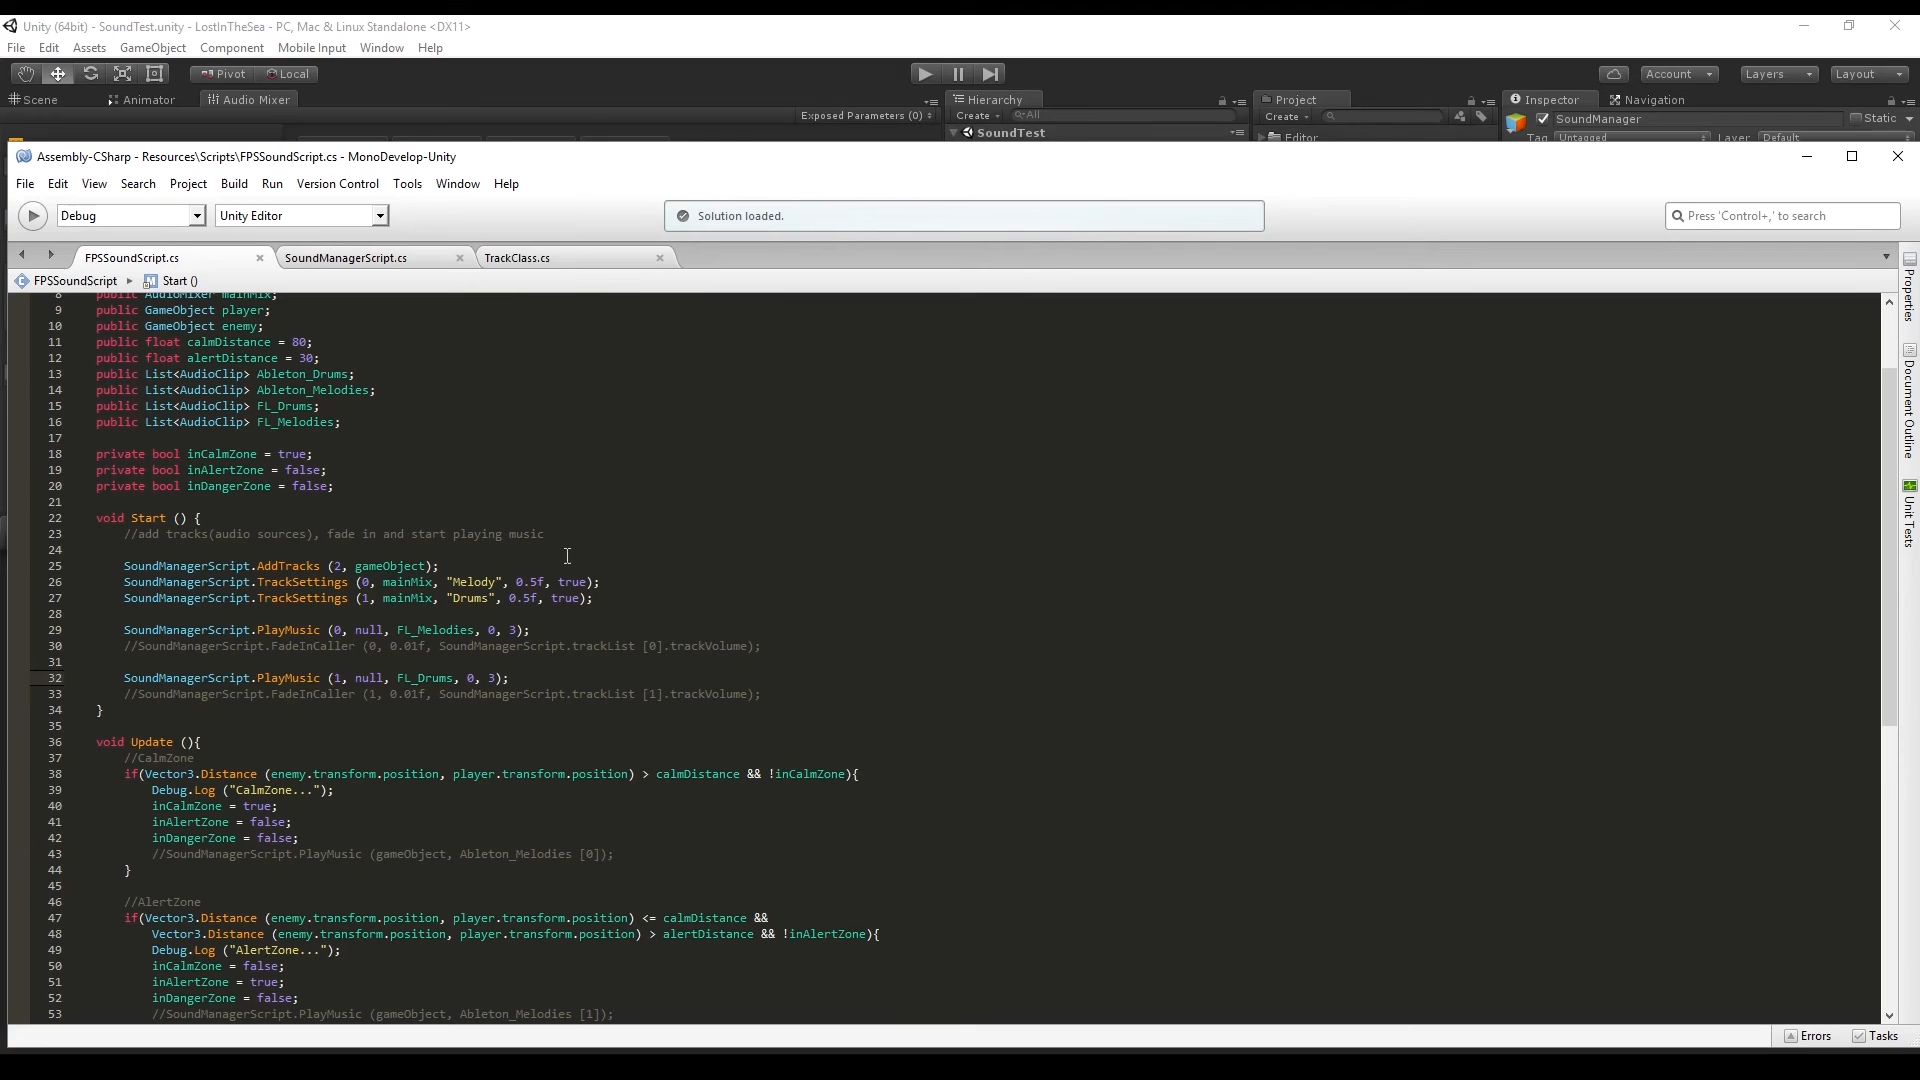 Unity (64bit) - SoundTest.unity - LostInTheSea - PC, Mac & Linux Standalone <DX11>
File Edit Assets GameObject Component Mobile Input Window Help
Pivot Local Account Layers Layout
Scene Animator Audio Mixer Hierarchy Project Inspector Navigation
Exposed Parameters (0) Create All Create SoundManager Static
SoundTest Editor Tag Untagged Layer Default
Assembly-CSharp - Resources\Scripts\FPSSoundScript.cs - MonoDevelop-Unity
File Edit View Search Project Build Run Version Control Tools Window Help
Debug Unity Editor Solution loaded. Press 'Control+,' to search
FPSSoundScript.cs SoundManagerScript.cs TrackClass.cs
FPSSoundScript Start ()
8 public AudioMixer mainMix;
9 public GameObject player;
10 public GameObject enemy;
11 public float calmDistance = 80;
12 public float alertDistance = 30;
13 public List<AudioClip> Ableton_Drums;
14 public List<AudioClip> Ableton_Melodies;
15 public List<AudioClip> FL_Drums;
16 public List<AudioClip> FL_Melodies;
17
18 private bool inCalmZone = true;
19 private bool inAlertZone = false;
20 private bool inDangerZone = false;
21
22 void Start () {
23 //add tracks(audio sources), fade in and start playing music
24
25 SoundManagerScript.AddTracks (2, gameObject);
26 SoundManagerScript.TrackSettings (0, mainMix, "Melody", 0.5f, true);
27 SoundManagerScript.TrackSettings (1, mainMix, "Drums", 0.5f, true);
28
29 SoundManagerScript.PlayMusic (0, null, FL_Melodies, 0, 3);
30 //SoundManagerScript.FadeInCaller (0, 0.01f, SoundManagerScript.trackList [0].trackVolume);
31
32 SoundManagerScript.PlayMusic (1, null, FL_Drums, 0, 3);
33 //SoundManagerScript.FadeInCaller (1, 0.01f, SoundManagerScript.trackList [1].trackVolume);
34 }
35
36 void Update (){
37 //CalmZone
38 if(Vector3.Distance (enemy.transform.position, player.transform.position) > calmDistance && !inCalmZone){
39 Debug.Log ("CalmZone...");
40 inCalmZone = true;
41 inAlertZone = false;
42 inDangerZone = false;
43 //SoundManagerScript.PlayMusic (gameObject, Ableton_Melodies [0]);
44 }
45
46 //AlertZone
47 if(Vector3.Distance (enemy.transform.position, player.transform.position) <= calmDistance &&
48 Vector3.Distance (enemy.transform.position, player.transform.position) > alertDistance && !inAlertZone){
49 Debug.Log ("AlertZone...");
50 inCalmZone = false;
51 inAlertZone = true;
52 inDangerZone = false;
53 //SoundManagerScript.PlayMusic (gameObject, Ableton_Melodies [1]);
Properties
Document Outline
Unit Tests
Errors Tasks